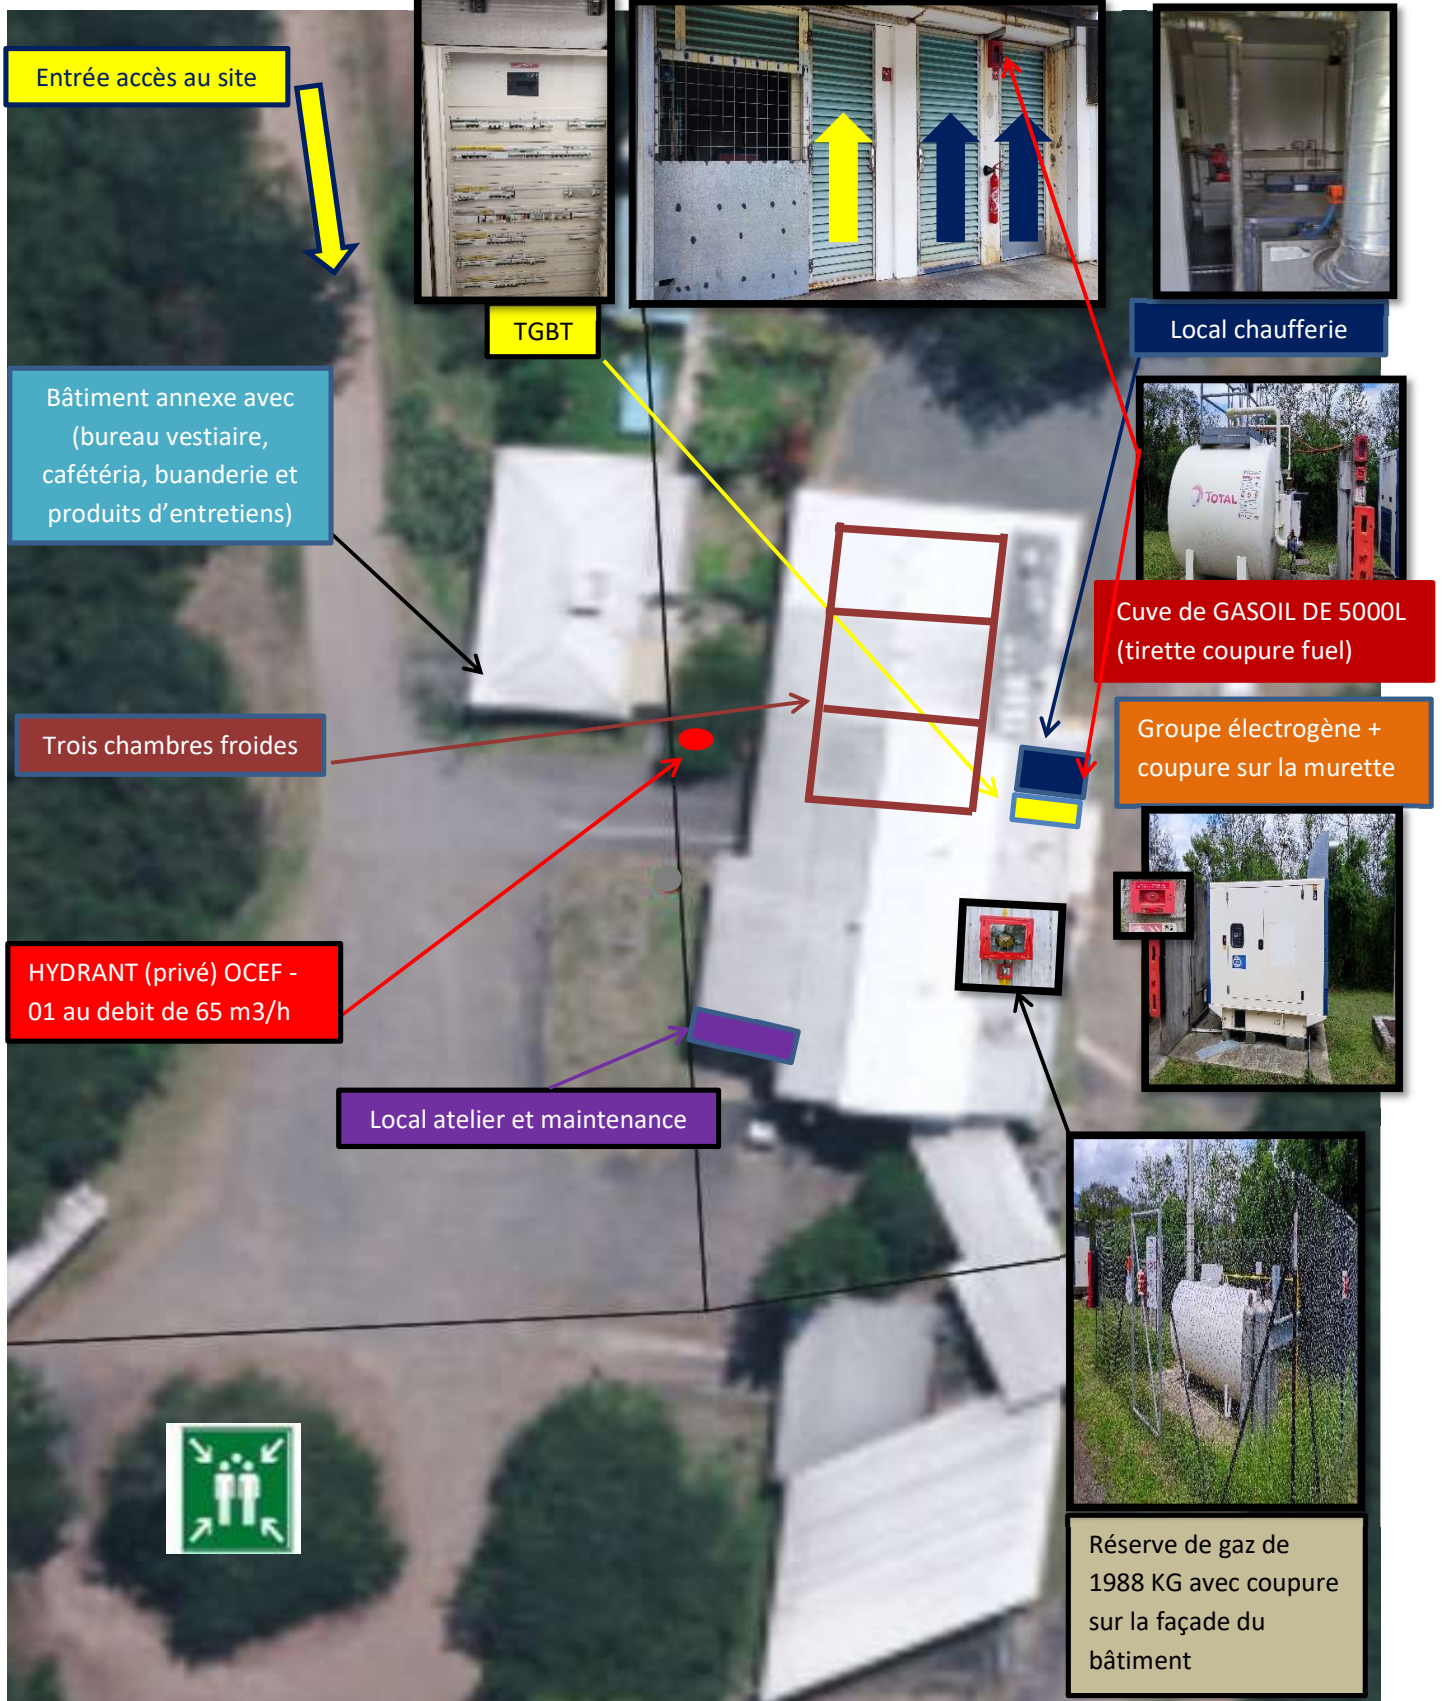 Entrée accès au site
TGBT
Local chaufferie
Bâtiment annexe avec
(bureau vestiaire,
cafétéria, buanderie et
produits d'entretiens)
TOTAL
Cuve de GASOIL DE 5000L
(tirette coupure fuel)
Trois chambres froides
Groupe électrogène +
coupure sur la murette
HYDRANT (privé) OCEF -
01 au debit de 65 m3/h
Local atelier et maintenance
Réserve de gaz de
1988 KG avec coupure
sur la façade du
bâtiment